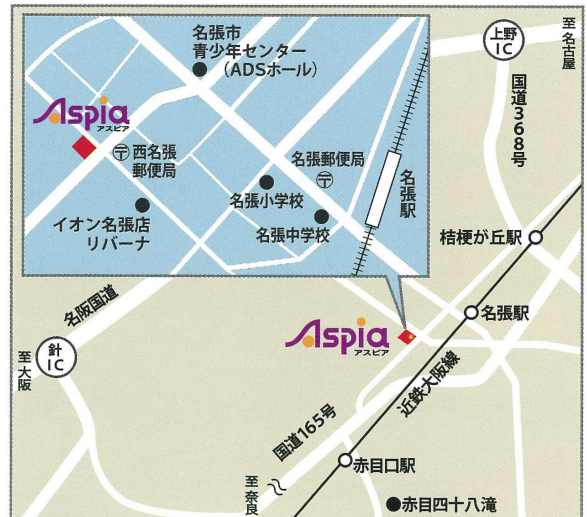 名張市
青少年センター
（ADSホール）
Aspia
アスピア
〒
西名張
郵便局
名張郵便局
〒
名張小学校
名張中学校
名張駅
イオン名張店
リバーナ
上野
IC
至名古屋
国道368号
桔梗が丘駅
名張駅
名阪国道
針
IC
至大阪
Aspia
アスピア
近鉄大阪線
国道165号
至奈良
赤目口駅
赤目四十八滝